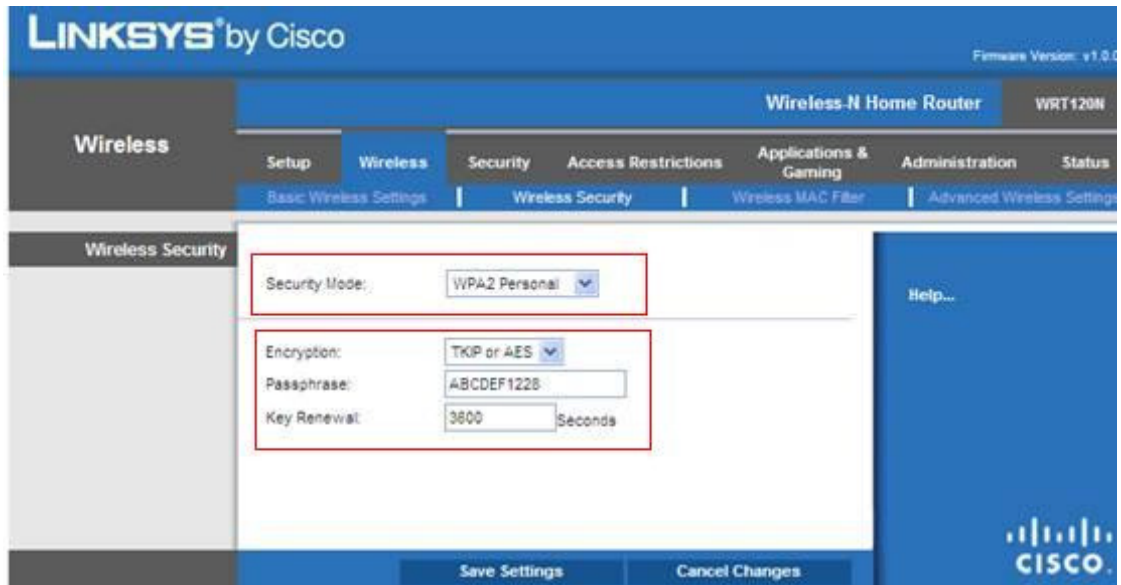 LINKSYS® by Cisco
Firmware Version: v1.0.0
Wireless-N Home Router WRT120N
Wireless
Setup Wireless Security Access Restrictions Applications & Gaming Administration Status
Basic Wireless Settings Wireless Security Wireless MAC Filter Advanced Wireless Settings
Wireless Security
Security Mode: WPA2 Personal
Help...
Encryption: TKIP or AES
Passphrase: ABCDEF1228
Key Renewal: 3600 Seconds
Save Settings Cancel Changes
CISCO.